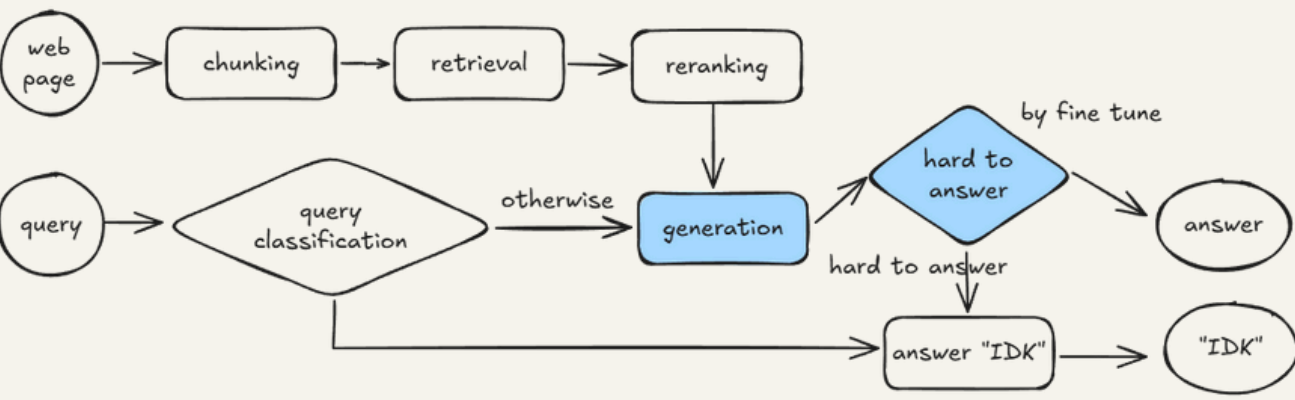 web
page
chunking
retrieval
reranking
by fine tune
hard to
answer
query
query
classification
otherwise
generation
answer
hard to answer
answer "IDK"
"IDK"